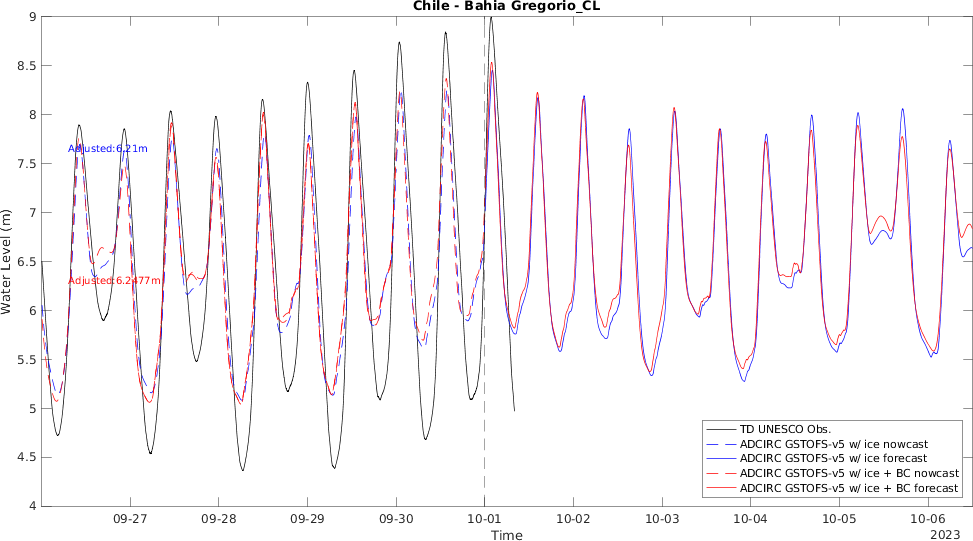 Chile - Bahia Gregorio_CL
Water Level (m)
9
8.5
8
7.5
7
6.5
6
5.5
5
4.5
4
Adjusted:6.21m
Adjusted:6.2477m
TD UNESCO Obs.
ADCIRC GSTOFS-v5 w/ ice nowcast
ADCIRC GSTOFS-v5 w/ ice forecast
ADCIRC GSTOFS-v5 w/ ice + BC nowcast
ADCIRC GSTOFS-v5 w/ ice + BC forecast
09-27 09-28 09-29 09-30 10-01 10-02 10-03 10-04 10-05 10-06
Time
2023